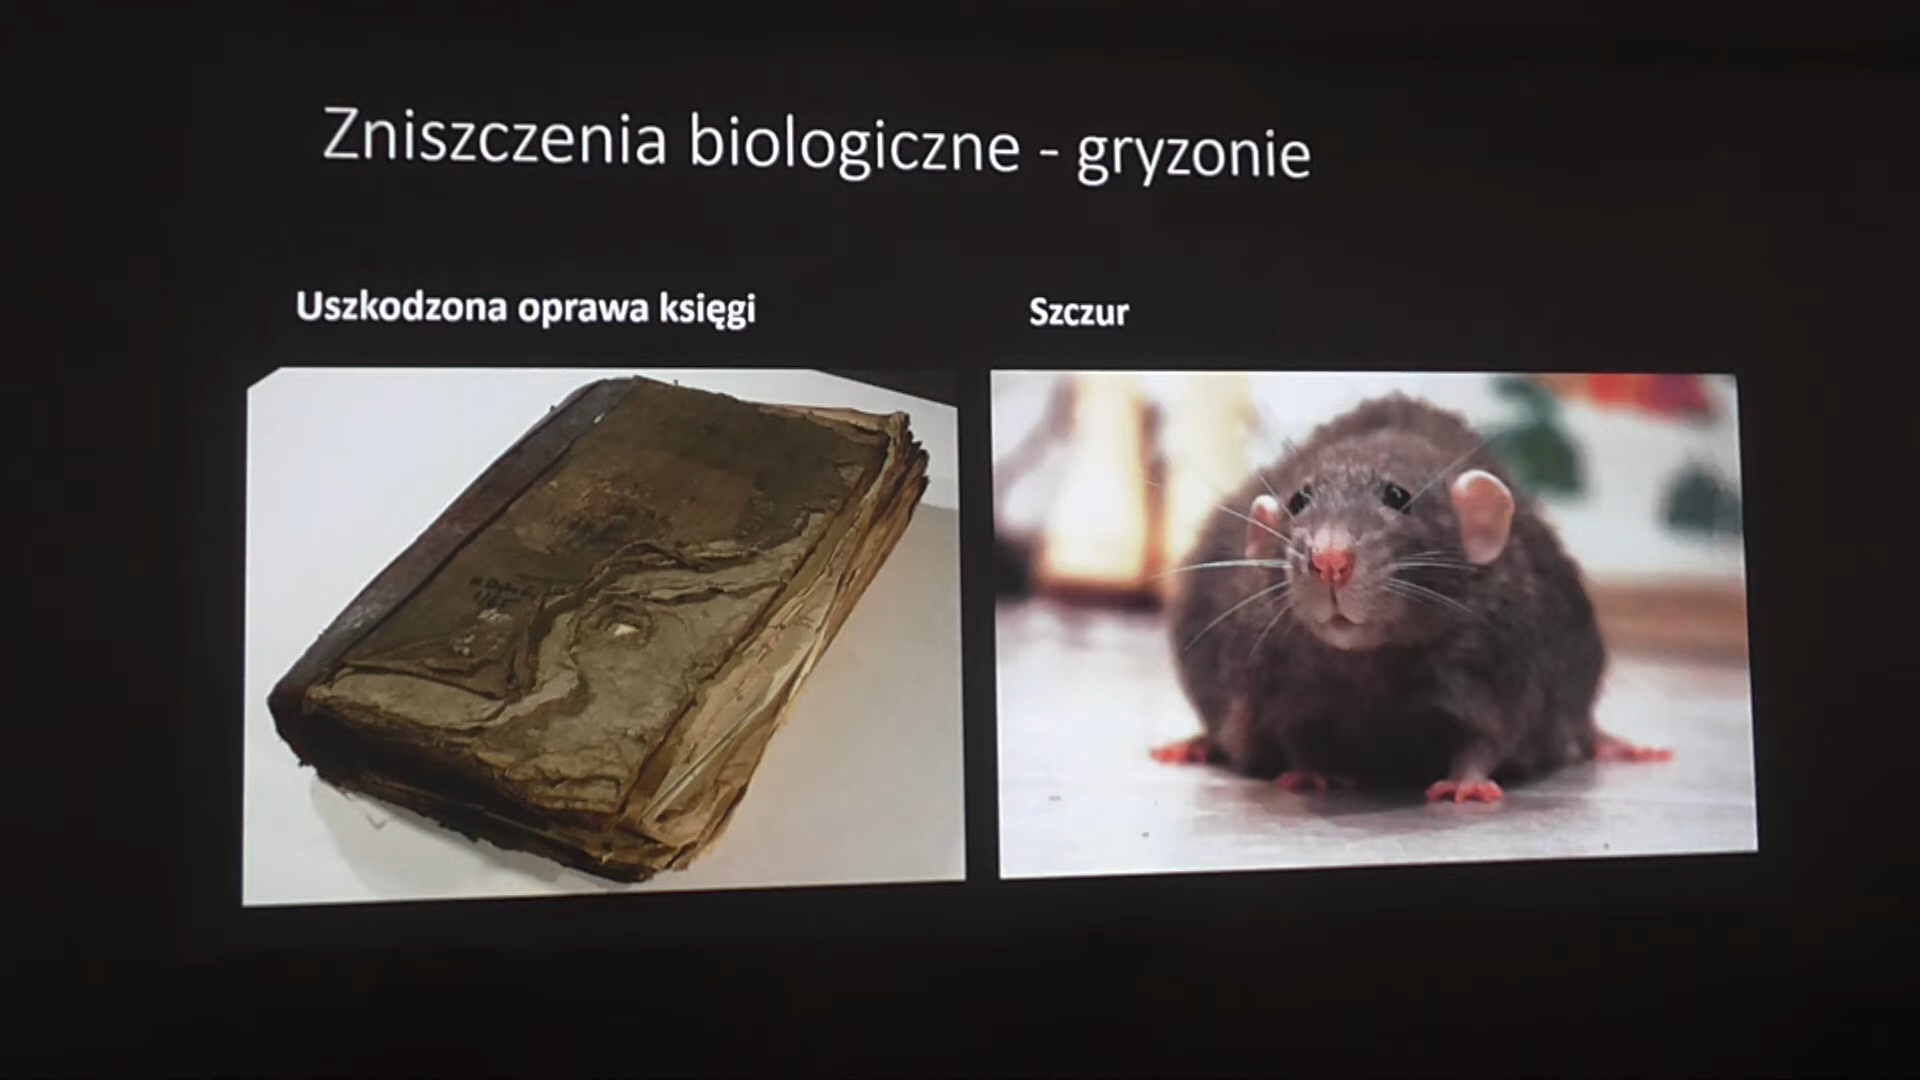 Zniszczenia biologiczne - gryzonie
Uszkodzona oprawa księgi
Szczur